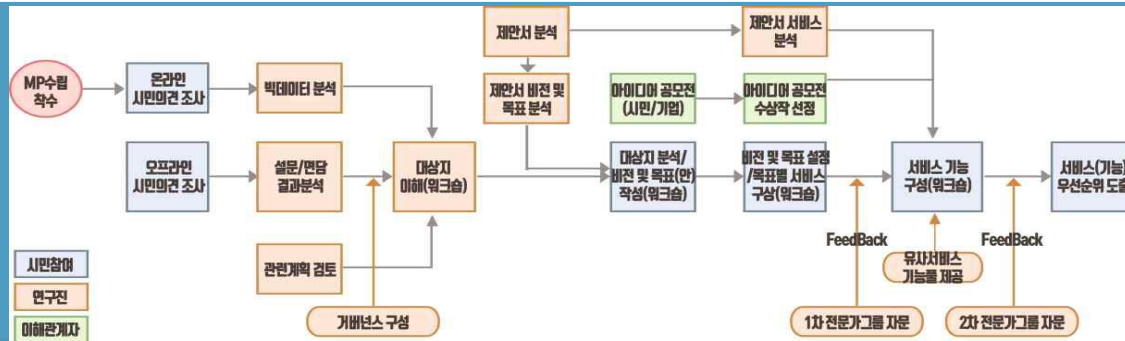 제안서 분석
제안서 서비스
분석
MP수립
착수
온라인
시민의견 조사
빅데이터 분석
제안서 비전 및
목표 분석
아이디어 공모전
(시민/기업)
아이디어 공모전
수상작 선정
오프라인
시민의견 조사
설문/면담
결과분석
대상지
이해(워크숍)
대상지 분석/
비전 및 목표(안)
작성(워크숍)
비전 및 목표 설정
/목표별 서비스
구상(워크숍)
서비스 기능
구성(워크숍)
서비스(기능)
우선순위 도출
FeedBack
FeedBack
관련계획 검토
유사서비스
기능풀 제공
시민참여
연구진
이해관계자
거버넌스 구성
1차 전문가그룹 자문
2차 전문가그룹 자문